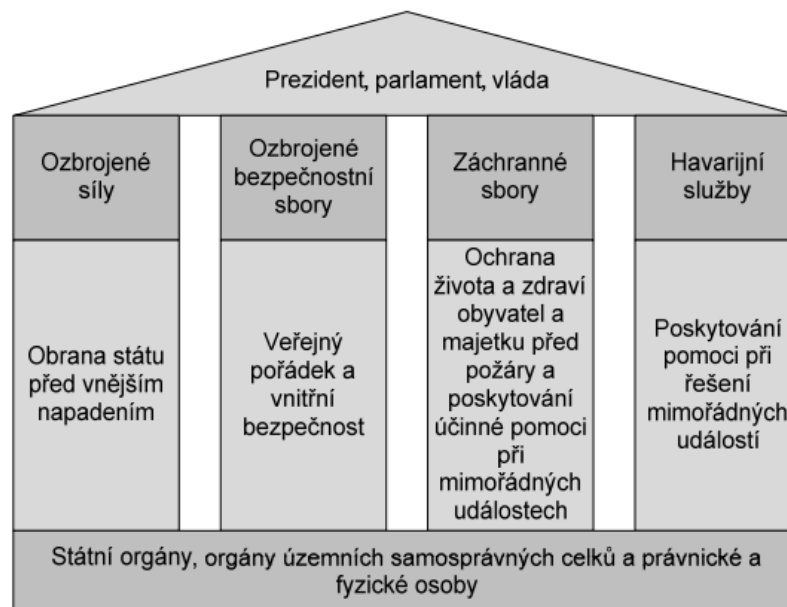 Prezident, parlament, vláda
Ozbrojené
síly
Ozbrojené
bezpečnostní
sbory
Záchranné
sbory
Havarijní
služby
Obrana státu
před vnějším
napadením
Veřejný
pořádek a
vnitřní
bezpečnost
Ochrana
života a zdraví
obyvatel a
majetku před
požáry a
poskytování
účinné pomoci
při
mimořádných
událostech
Poskytování
pomoci při
řešení
mimořádných
událostí
Státní orgány, orgány územních samosprávných celků a právnické a
fyzické osoby